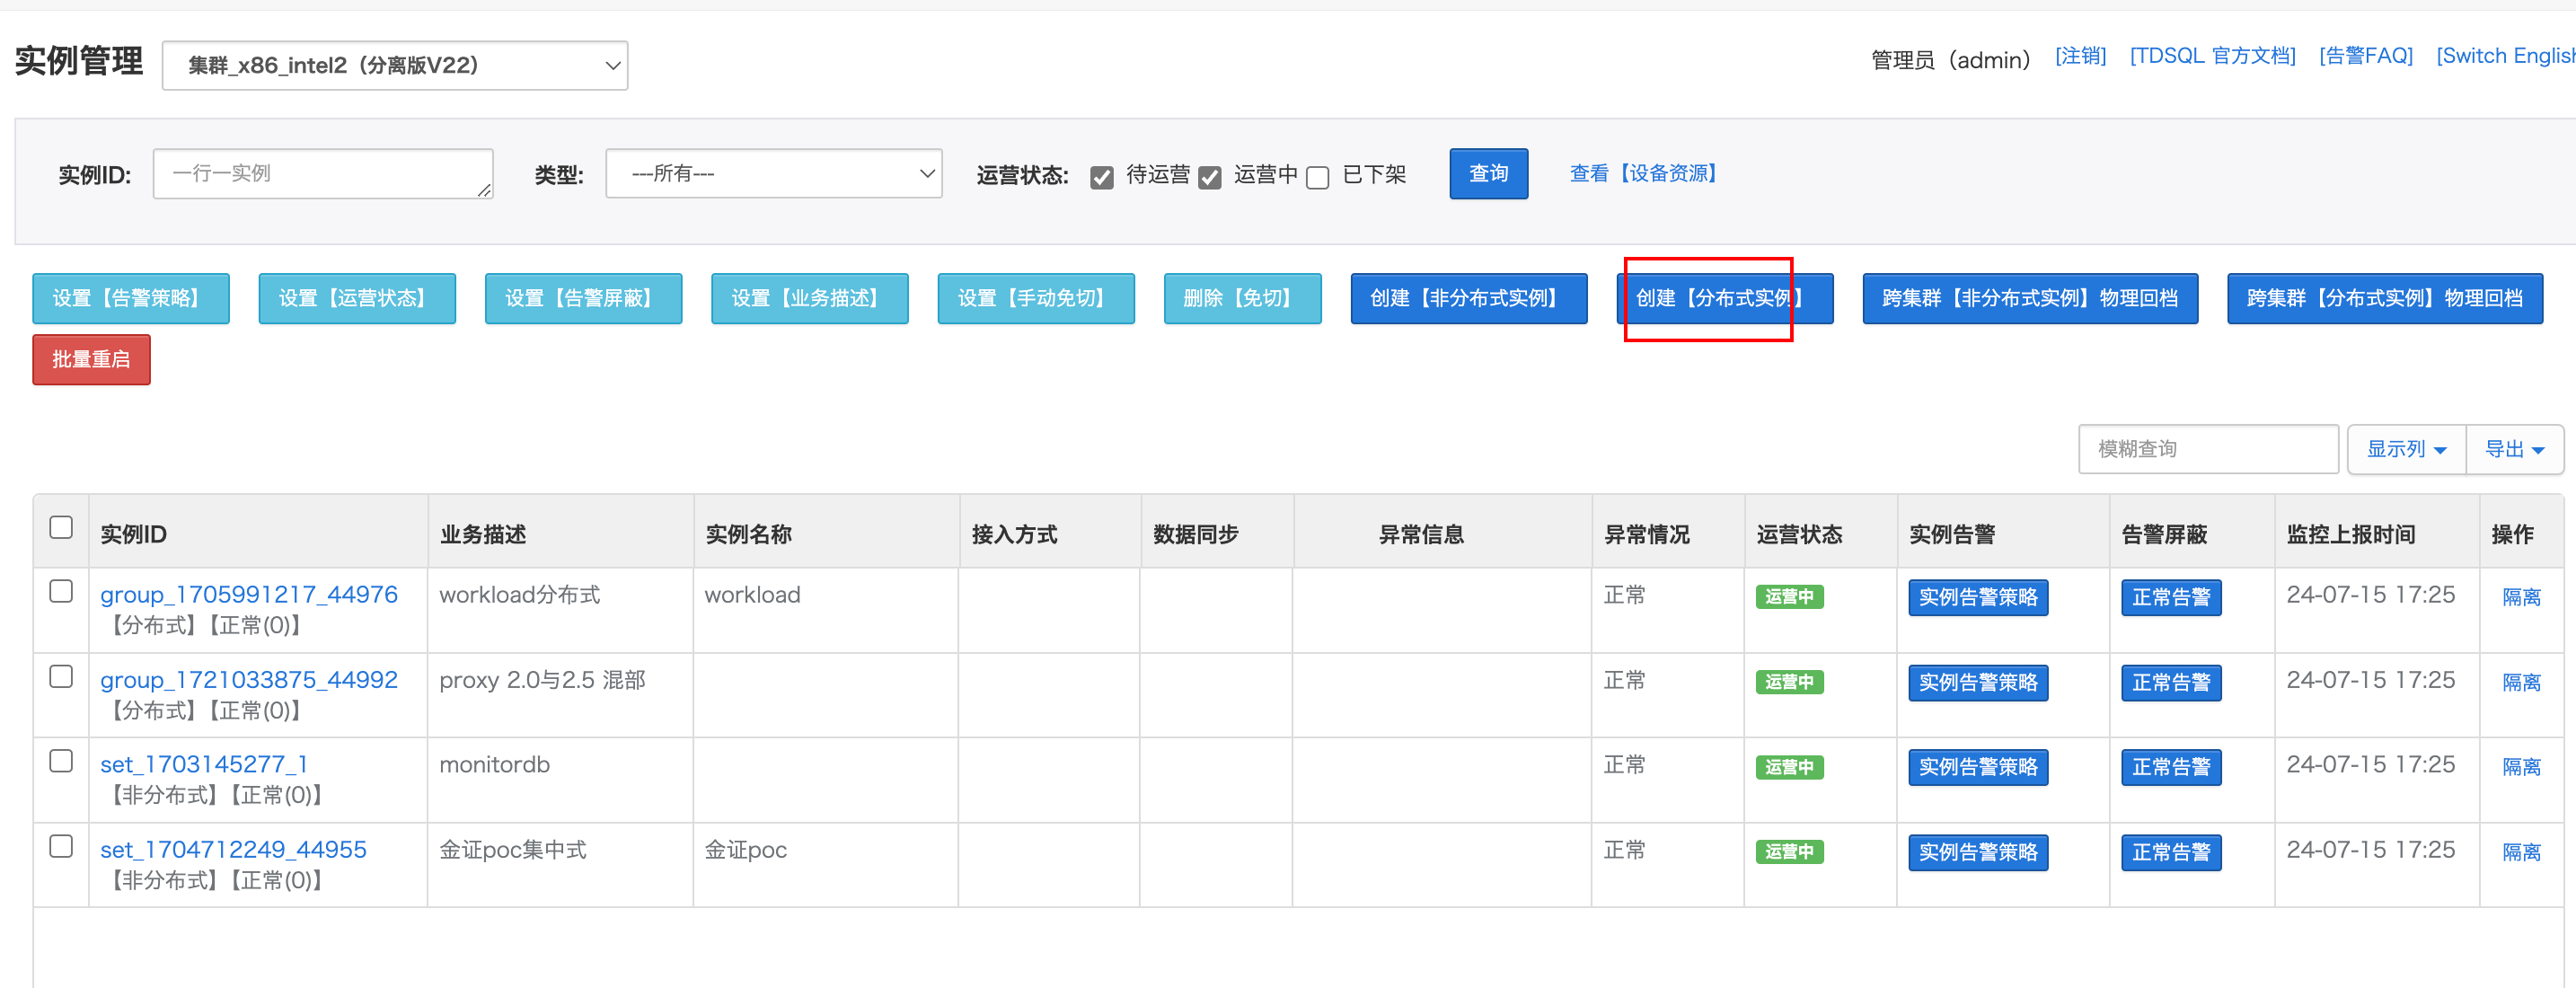 实例管理 集群_x86_intel2（分离版V22） 管理员（admin） [注销] [TDSQL 官方文档] [告警FAQ] [Switch English
实例ID: 一行一实例 类型: ---所有--- 运营状态: 待运营 运营中 已下架 查询 查看【设备资源】
设置【告警策略】 设置【运营状态】 设置【告警屏蔽】 设置【业务描述】 设置【手动免切】 删除【免切】 创建【非分布式实例】 创建【分布式实例】 跨集群【非分布式实例】物理回档 跨集群【分布式实例】物理回档
批量重启
模糊查询 显示列 导出
实例ID 业务描述 实例名称 接入方式 数据同步 异常信息 异常情况 运营状态 实例告警 告警屏蔽 监控上报时间 操作
group_1705991217_44976 workload分布式 workload 正常 运营中 实例告警策略 正常告警 24-07-15 17:25 隔离
【分布式】【正常(0)】
group_1721033875_44992 proxy 2.0与2.5 混部 正常 运营中 实例告警策略 正常告警 24-07-15 17:25 隔离
【分布式】【正常(0)】
set_1703145277_1 monitordb 正常 运营中 实例告警策略 正常告警 24-07-15 17:25 隔离
【非分布式】【正常(0)】
set_1704712249_44955 金证poc集中式 金证poc 正常 运营中 实例告警策略 正常告警 24-07-15 17:25 隔离
【非分布式】【正常(0)】